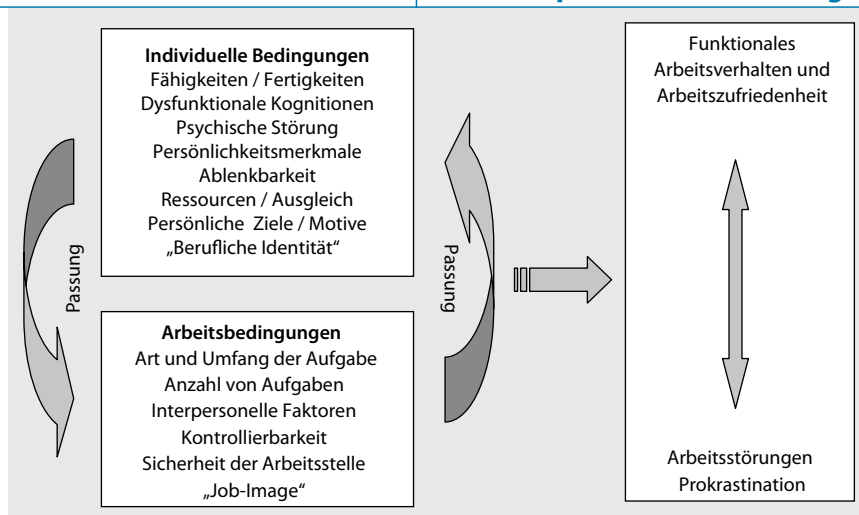 Individuelle Bedingungen
Fähigkeiten / Fertigkeiten
Dysfunktionale Kognitionen
Psychische Störung
Persönlichkeitsmerkmale
Ablenkbarkeit
Ressourcen / Ausgleich
Persönliche Ziele / Motive
„Berufliche Identität“
Passung
Passung
Arbeitsbedingungen
Art und Umfang der Aufgabe
Anzahl von Aufgaben
Interpersonelle Faktoren
Kontrollierbarkeit
Sicherheit der Arbeitsstelle
„Job-Image“
Funktionales
Arbeitsverhalten und
Arbeitszufriedenheit
Arbeitsstörungen
Prokrastination